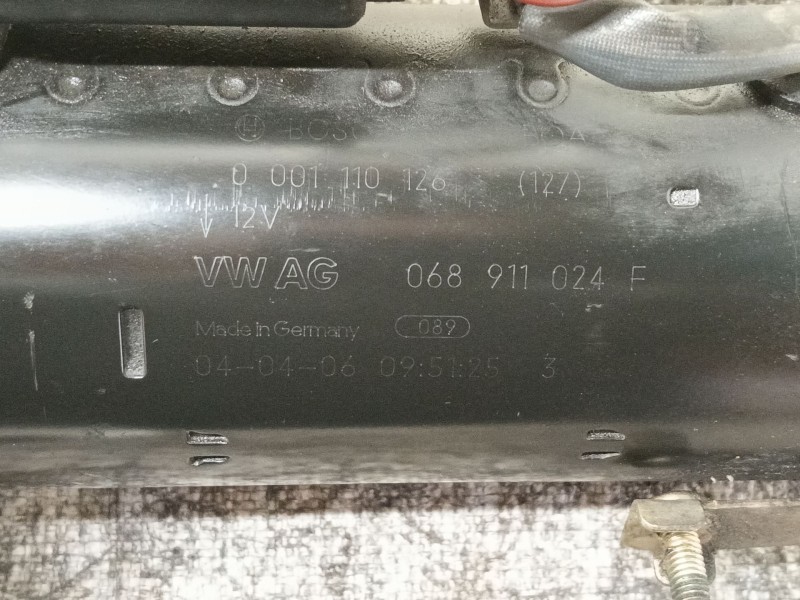 BOSCH
0 001 110 126 (127)
12V
VW AG 068 911 024 F
Made in Germany 089
04-04-06 09:51:25 3